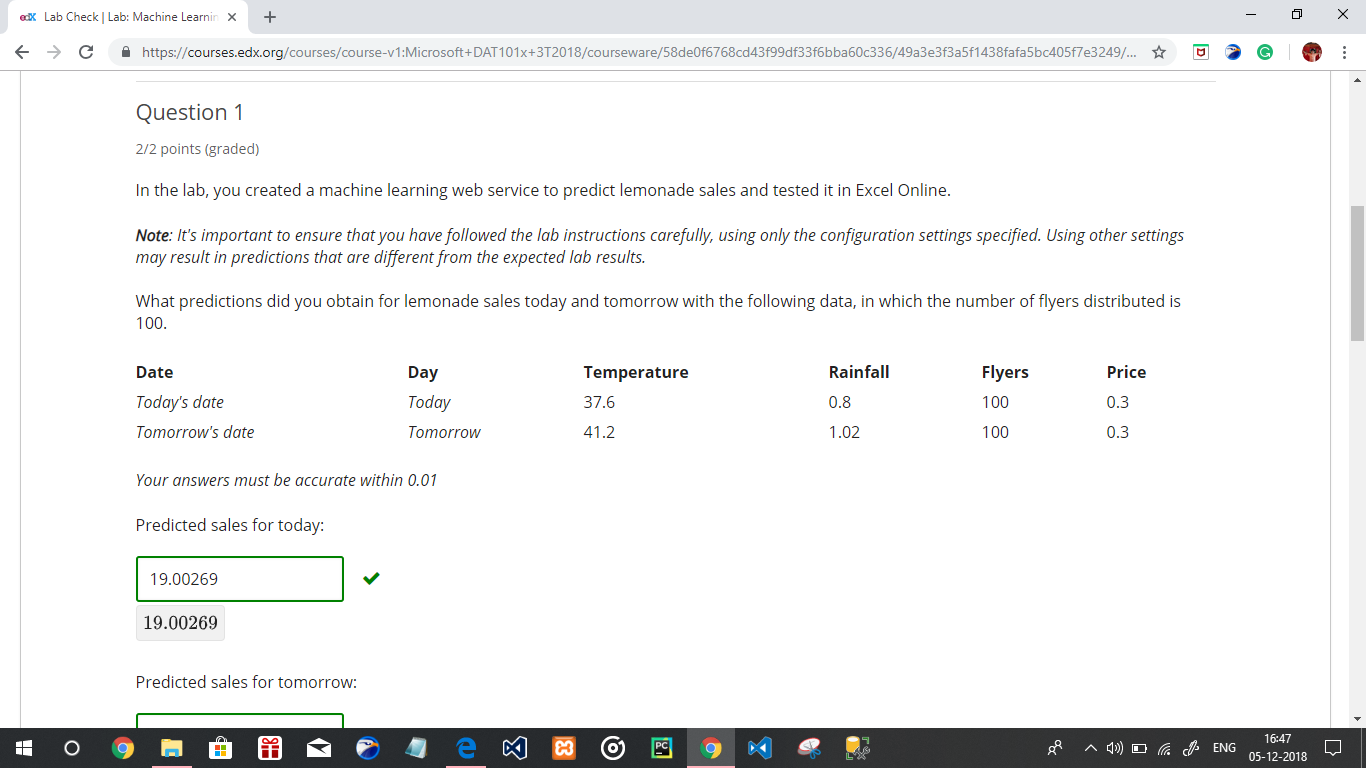 edX Lab Check | Lab: Machine Learnin
https://courses.edx.org/courses/course-v1:Microsoft+DAT101x+3T2018/courseware/58de0f6768cd43f99df33f6bba60c336/49a3e3f3a5f1438fafa5bc405f7e3249/...
Question 1
2/2 points (graded)
In the lab, you created a machine learning web service to predict lemonade sales and tested it in Excel Online.
Note: It's important to ensure that you have followed the lab instructions carefully, using only the configuration settings specified. Using other settings
may result in predictions that are different from the expected lab results.
What predictions did you obtain for lemonade sales today and tomorrow with the following data, in which the number of flyers distributed is
100.
Date Day Temperature Rainfall Flyers Price
Today's date Today 37.6 0.8 100 0.3
Tomorrow's date Tomorrow 41.2 1.02 100 0.3
Your answers must be accurate within 0.01
Predicted sales for today:
19.00269
19.00269
Predicted sales for tomorrow:
PC
ENG
16:47
05-12-2018